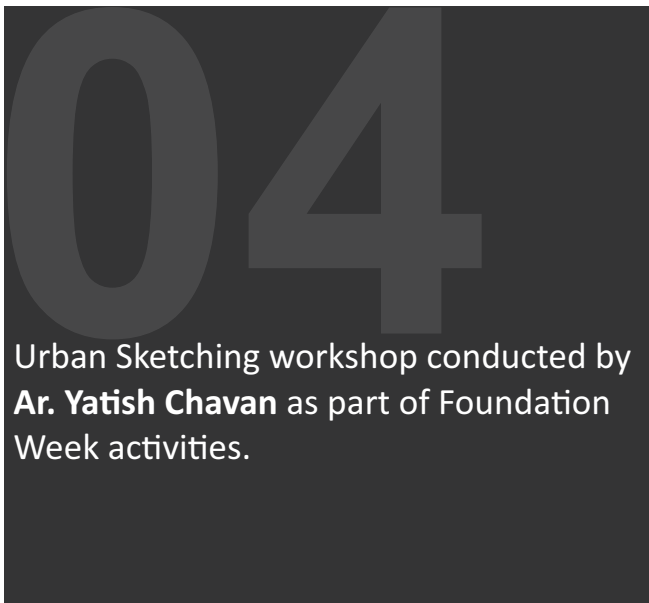 04
Urban Sketching workshop conducted by
Ar. Yatish Chavan as part of Foundation
Week activities.